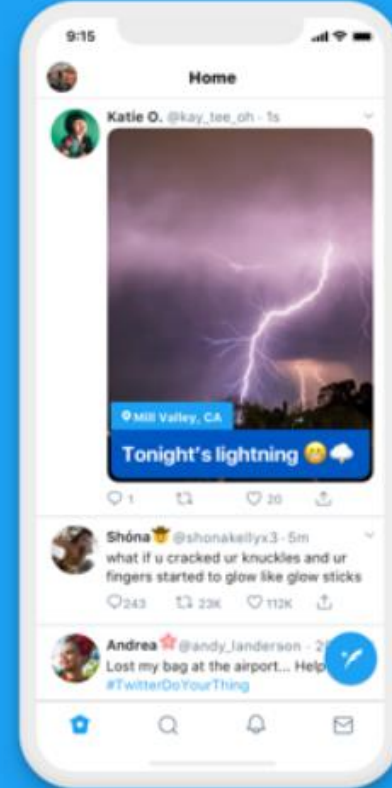 9:15
Home
Katie O. @kay_tee_oh · 1s
Mill Valley, CA
Tonight's lightning 😬🌩️
1 20
Shóna🤠 @shonakellyx3 · 5m
what if u cracked ur knuckles and ur
fingers started to glow like glow sticks
243 23K 112K
Andrea🌸 @andy_landerson · 2
Lost my bag at the airport... Help
#TwitterDoYourThing